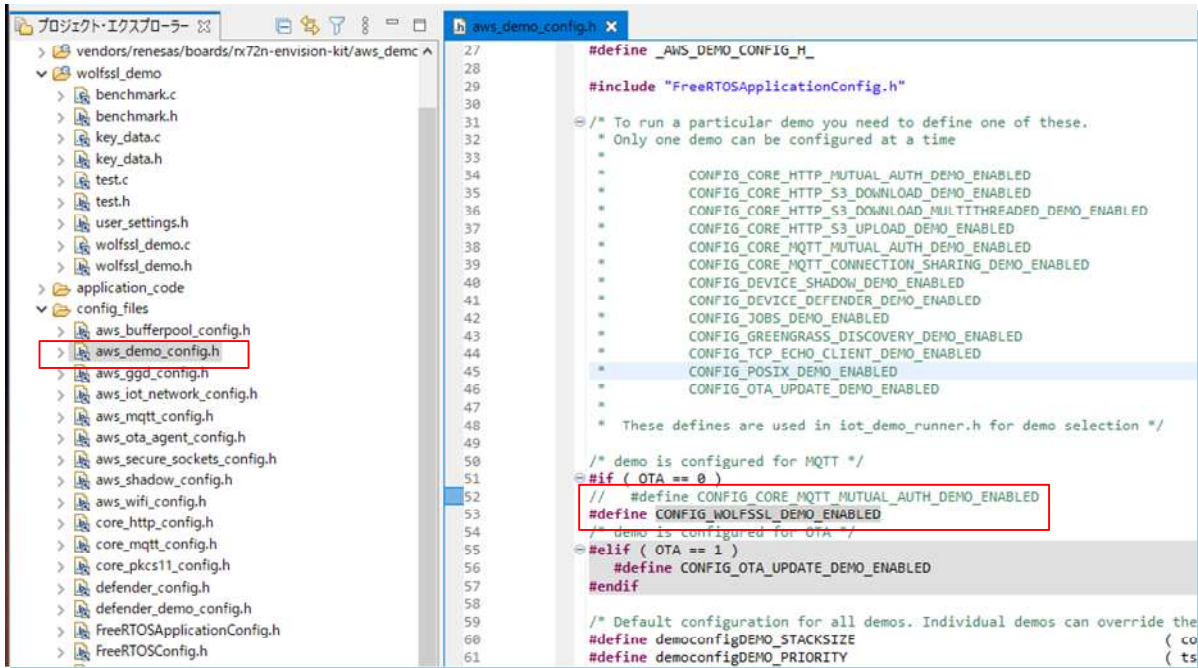 プロジェクト・エクスプローラー
vendors/renesas/boards/rx72n-envision-kit/aws_demc
wolfssl_demo
benchmark.c
benchmark.h
key_data.c
key_data.h
test.c
test.h
user_settings.h
wolfssl_demo.c
wolfssl_demo.h
application_code
config_files
aws_bufferpool_config.h
aws_demo_config.h
aws_ggd_config.h
aws_iot_network_config.h
aws_mqtt_config.h
aws_ota_agent_config.h
aws_secure_sockets_config.h
aws_shadow_config.h
aws_wifi_config.h
core_http_config.h
core_mqtt_config.h
core_pkcs11_config.h
defender_config.h
defender_demo_config.h
FreeRTOSApplicationConfig.h
FreeRTOSConfig.h
aws_demo_config.h
27 #define _AWS_DEMO_CONFIG_H_
28
29 #include "FreeRTOSApplicationConfig.h"
30
31 /* To run a particular demo you need to define one of these.
32 * Only one demo can be configured at a time
33 *
34 * CONFIG_CORE_HTTP_MUTUAL_AUTH_DEMO_ENABLED
35 * CONFIG_CORE_HTTP_S3_DOWNLOAD_DEMO_ENABLED
36 * CONFIG_CORE_HTTP_S3_DOWNLOAD_MULTITHREADED_DEMO_ENABLED
37 * CONFIG_CORE_HTTP_S3_UPLOAD_DEMO_ENABLED
38 * CONFIG_CORE_MQTT_MUTUAL_AUTH_DEMO_ENABLED
39 * CONFIG_CORE_MQTT_CONNECTION_SHARING_DEMO_ENABLED
40 * CONFIG_DEVICE_SHADOW_DEMO_ENABLED
41 * CONFIG_DEVICE_DEFENDER_DEMO_ENABLED
42 * CONFIG_JOBS_DEMO_ENABLED
43 * CONFIG_GREENGRASS_DISCOVERY_DEMO_ENABLED
44 * CONFIG_TCP_ECHO_CLIENT_DEMO_ENABLED
45 * CONFIG_POSIX_DEMO_ENABLED
46 * CONFIG_OTA_UPDATE_DEMO_ENABLED
47 *
48 * These defines are used in iot_demo_runner.h for demo selection */
49
50 /* demo is configured for MQTT */
51 #if ( OTA == 0 )
52 // #define CONFIG_CORE_MQTT_MUTUAL_AUTH_DEMO_ENABLED
53 #define CONFIG_WOLFSSL_DEMO_ENABLED
54 /* demo is configured for OTA */
55 #elif ( OTA == 1 )
56 #define CONFIG_OTA_UPDATE_DEMO_ENABLED
57 #endif
58
59 /* Default configuration for all demos. Individual demos can override the
60 #define democonfigDEMO_STACKSIZE ( co
61 #define democonfigDEMO_PRIORITY ( ts